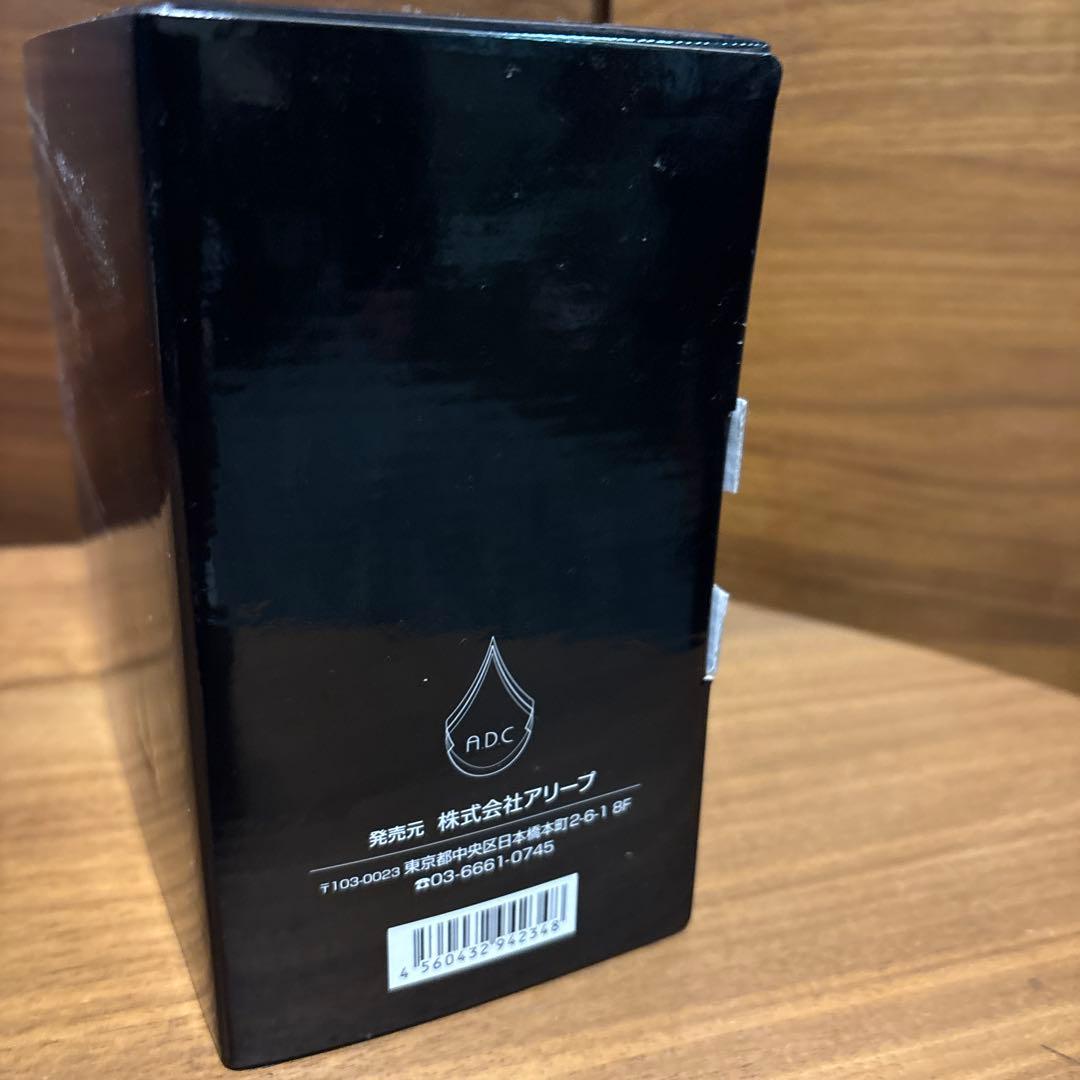 A.D.C
発売元 株式会社アリーブ
〒103-0023 東京都中央区日本橋本町2-6-1 8F
☎03-6661-0745
4 560432 942348